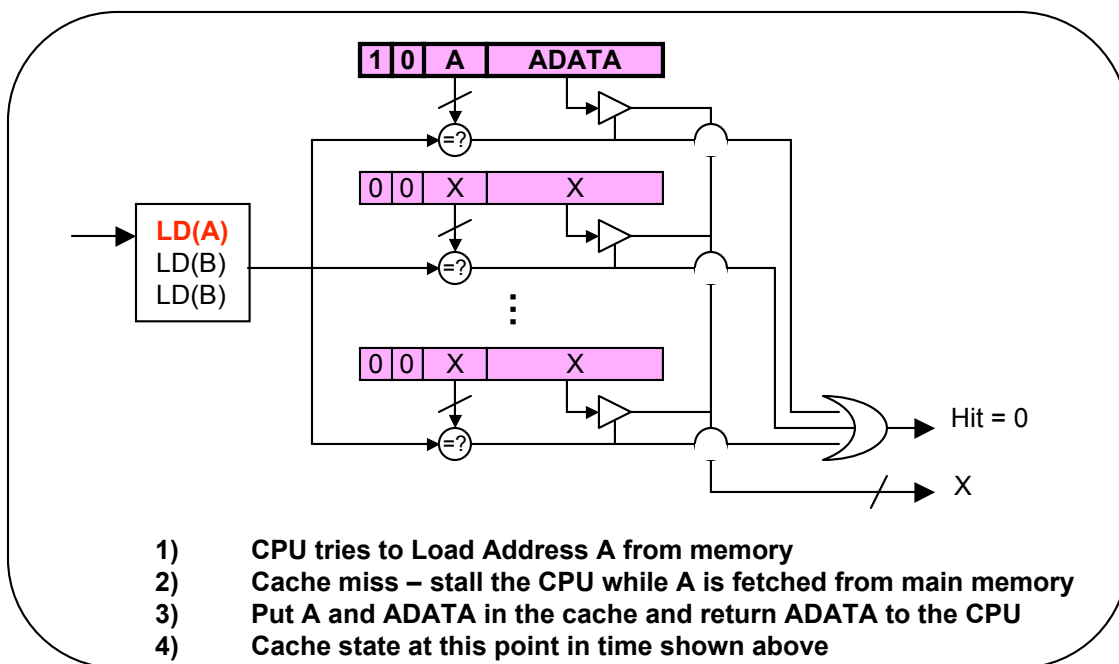 1 0 A ADATA
=?
0 0 X X
LD(A)
LD(B)
LD(B)
=?
⋮
0 0 X X
=?
Hit = 0
X
1) CPU tries to Load Address A from memory
2) Cache miss – stall the CPU while A is fetched from main memory
3) Put A and ADATA in the cache and return ADATA to the CPU
4) Cache state at this point in time shown above